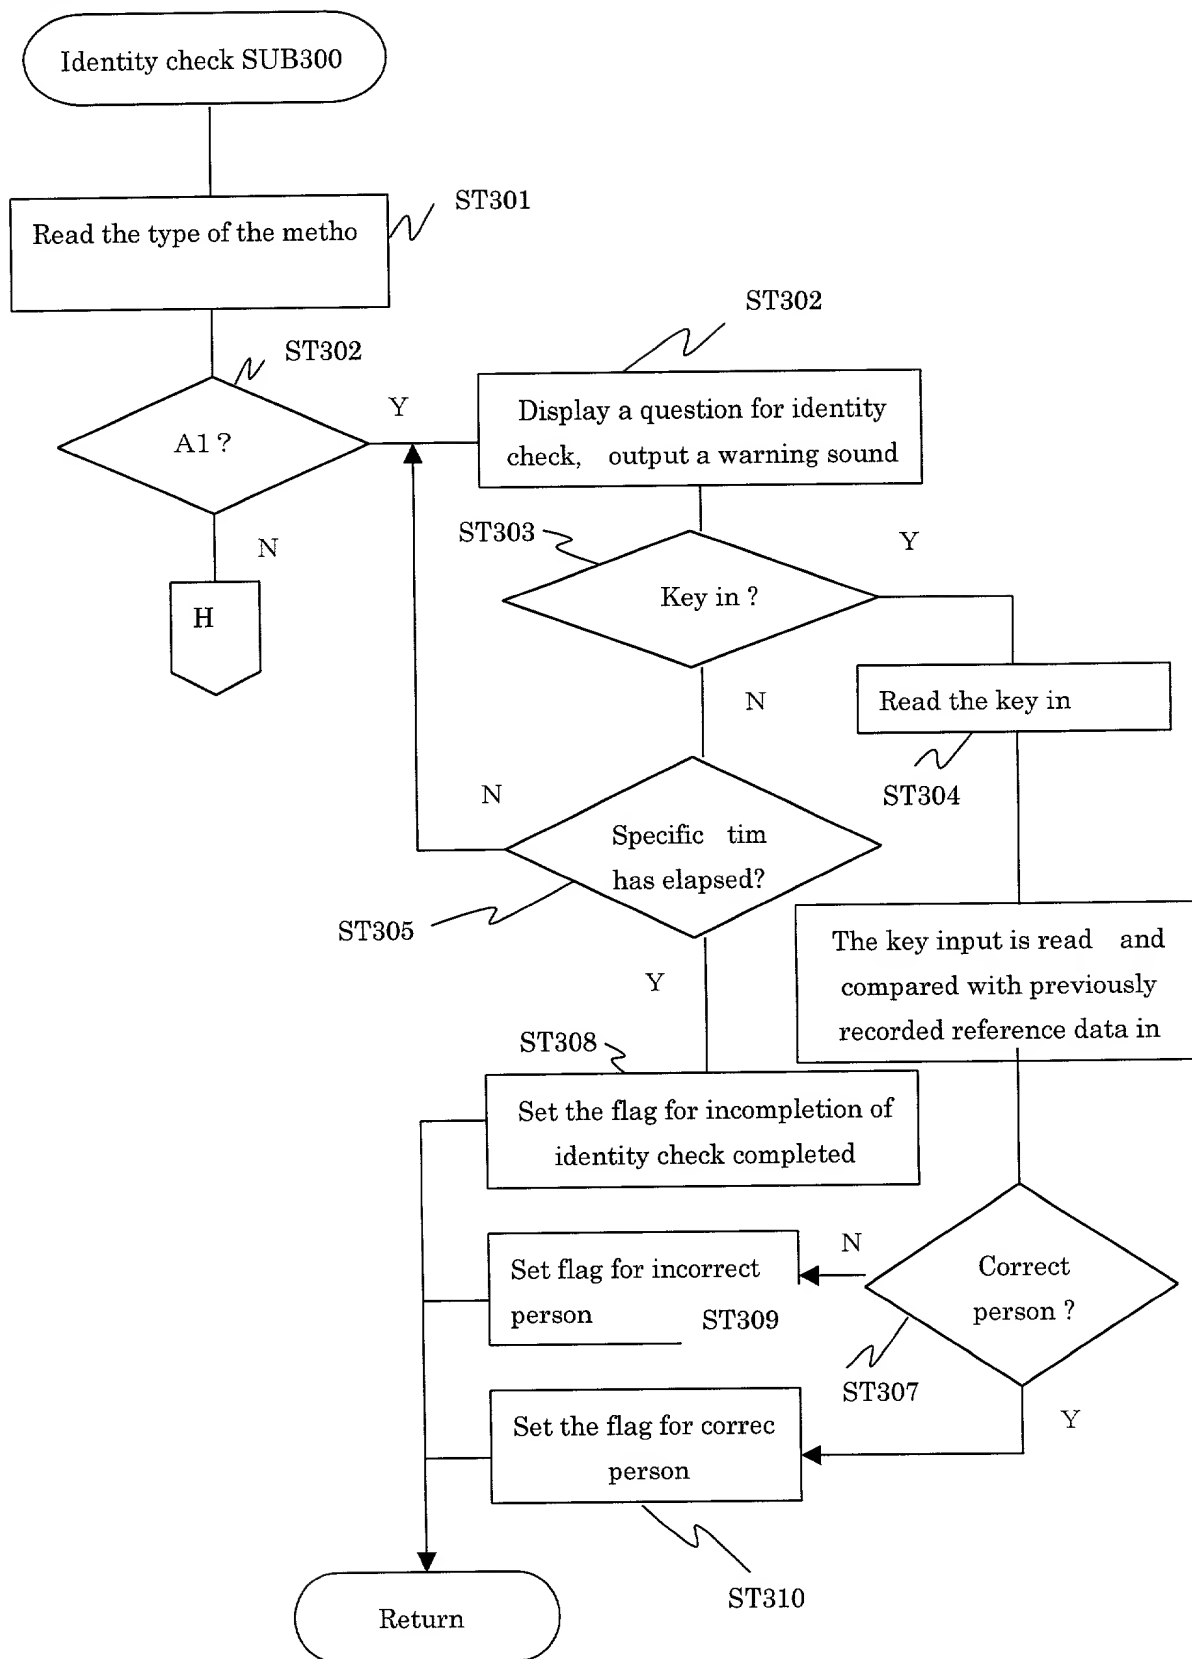 Identity check SUB300
ST301
Read the type of the metho
ST302
ST302
A1 ?
Y
Display a question for identity
check, output a warning sound
N
H
ST303
Y
Key in ?
N
Read the key in
ST304
N
Specific tim
has elapsed?
ST305
Y
The key input is read and
compared with previously
recorded reference data in
ST308
Set the flag for incompletion of
identity check completed
N
Set flag for incorrect
person
ST309
Correct
person ?
ST307
Y
Set the flag for correc
person
ST310
Return